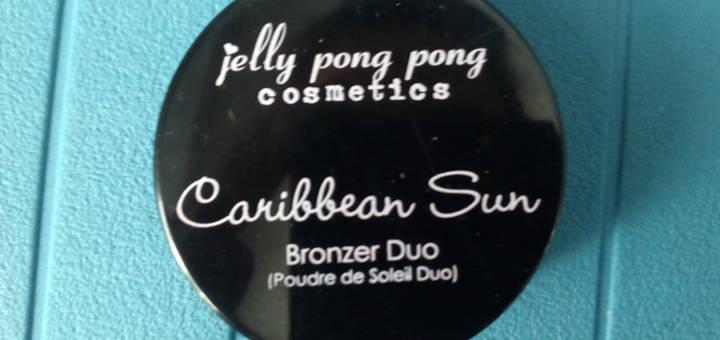 jelly pong pong
cosmetics
Caribbean Sun
Bronzer Duo
(Poudre de Soleil Duo)